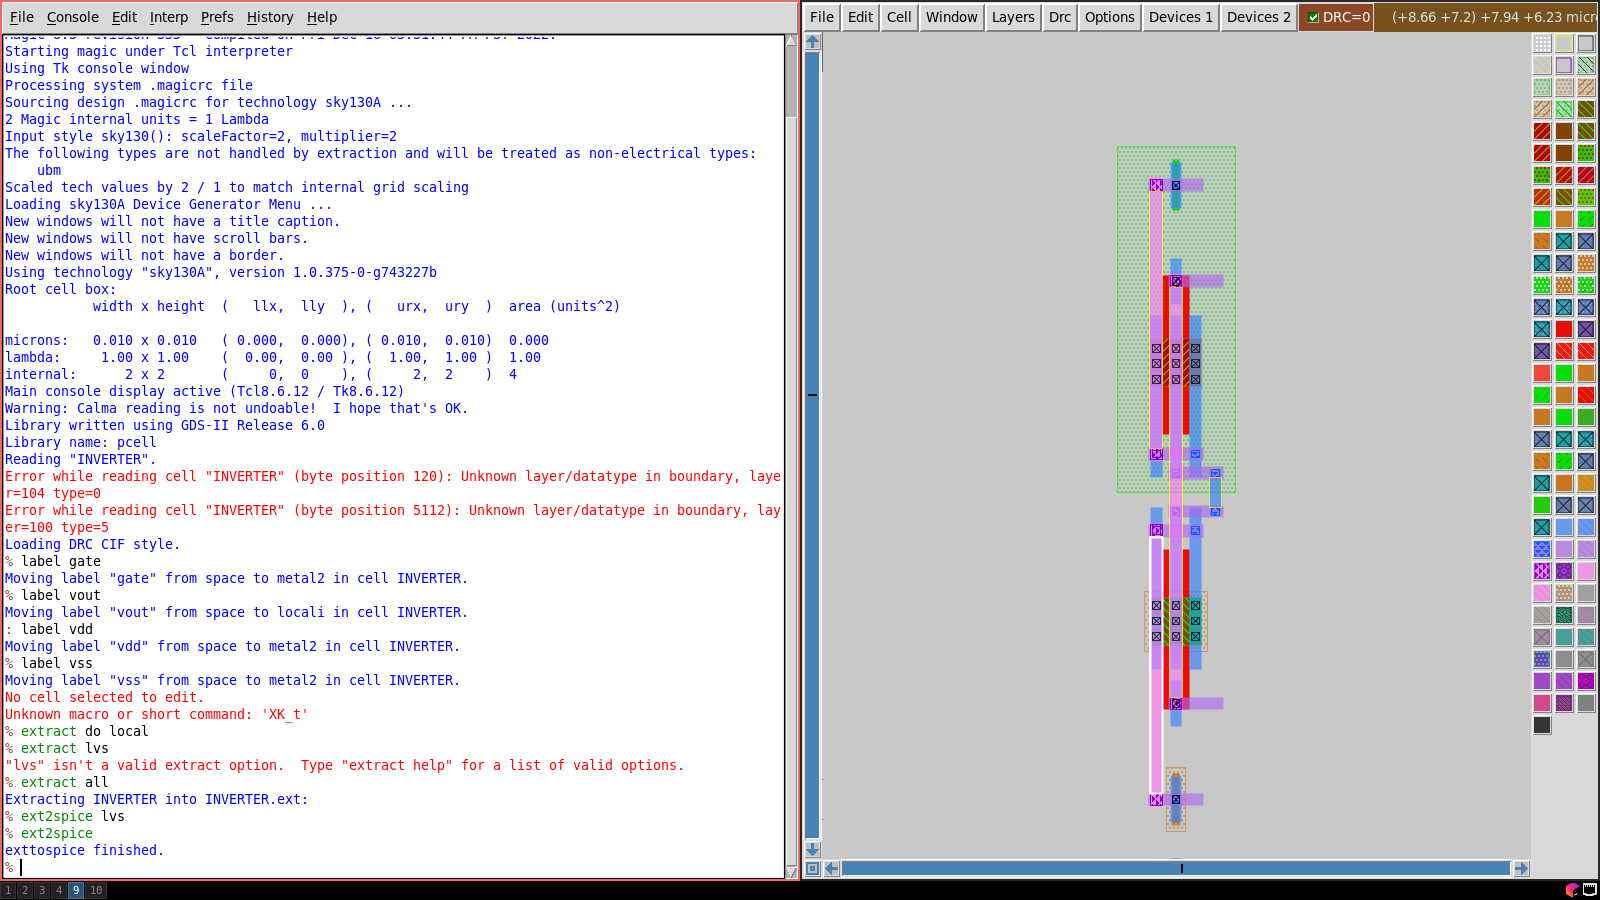 File Console Edit Interp Prefs History Help
Starting magic under Tcl interpreter
Using Tk console window
Processing system .magicrc file
Sourcing design .magicrc for technology sky130A ...
2 Magic internal units = 1 Lambda
Input style sky130(): scaleFactor=2, multiplier=2
The following types are not handled by extraction and will be treated as non-electrical types:
    ubm
Scaled tech values by 2 / 1 to match internal grid scaling
Loading sky130A Device Generator Menu ...
New windows will not have a title caption.
New windows will not have scroll bars.
New windows will not have a border.
Using technology "sky130A", version 1.0.375-0-g743227b
Root cell box:
           width x height  (   llx,  lly  ), (   urx,  ury  )  area (units^2)
microns:   0.010 x 0.010   ( 0.000,  0.000), ( 0.010,  0.010)  0.000
lambda:     1.00 x 1.00    (  0.00,  0.00 ), (  1.00,  1.00 )  1.00
internal:      2 x 2       (     0,  0    ), (     2,  2    )  4
Main console display active (Tcl8.6.12 / Tk8.6.12)
Warning: Calma reading is not undoable!  I hope that's OK.
Library written using GDS-II Release 6.0
Library name: pcell
Reading "INVERTER".
Error while reading cell "INVERTER" (byte position 120): Unknown layer/datatype in boundary, laye
r=104 type=0
Error while reading cell "INVERTER" (byte position 5112): Unknown layer/datatype in boundary, lay
er=100 type=5
Loading DRC CIF style.
% label gate
Moving label "gate" from space to metal2 in cell INVERTER.
% label vout
Moving label "vout" from space to locali in cell INVERTER.
: label vdd
Moving label "vdd" from space to metal2 in cell INVERTER.
% label vss
Moving label "vss" from space to metal2 in cell INVERTER.
No cell selected to edit.
Unknown macro or short command: 'XK_t'
% extract do local
% extract lvs
"lvs" isn't a valid extract option.  Type "extract help" for a list of valid options.
% extract all
Extracting INVERTER into INVERTER.ext:
% ext2spice lvs
% ext2spice
exttospice finished.
%
1 2 3 4 9 10
File Edit Cell Window Layers Drc Options Devices 1 Devices 2 DRC=0 (+8.66 +7.2) +7.94 +6.23 micr